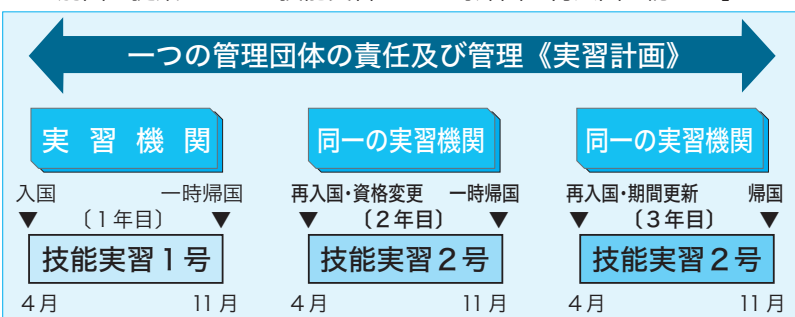 一つの管理団体の責任及び管理《実習計画》
実習機関 同一の実習機関 同一の実習機関
入国 一時帰国 再入国・資格変更 一時帰国 再入国・期間更新 帰国
▼ 〔1年目〕 ▼ ▼ 〔2年目〕 ▼ ▼ 〔3年目〕 ▼
技能実習1号 技能実習2号 技能実習2号
4月 11月 4月 11月 4月 11月